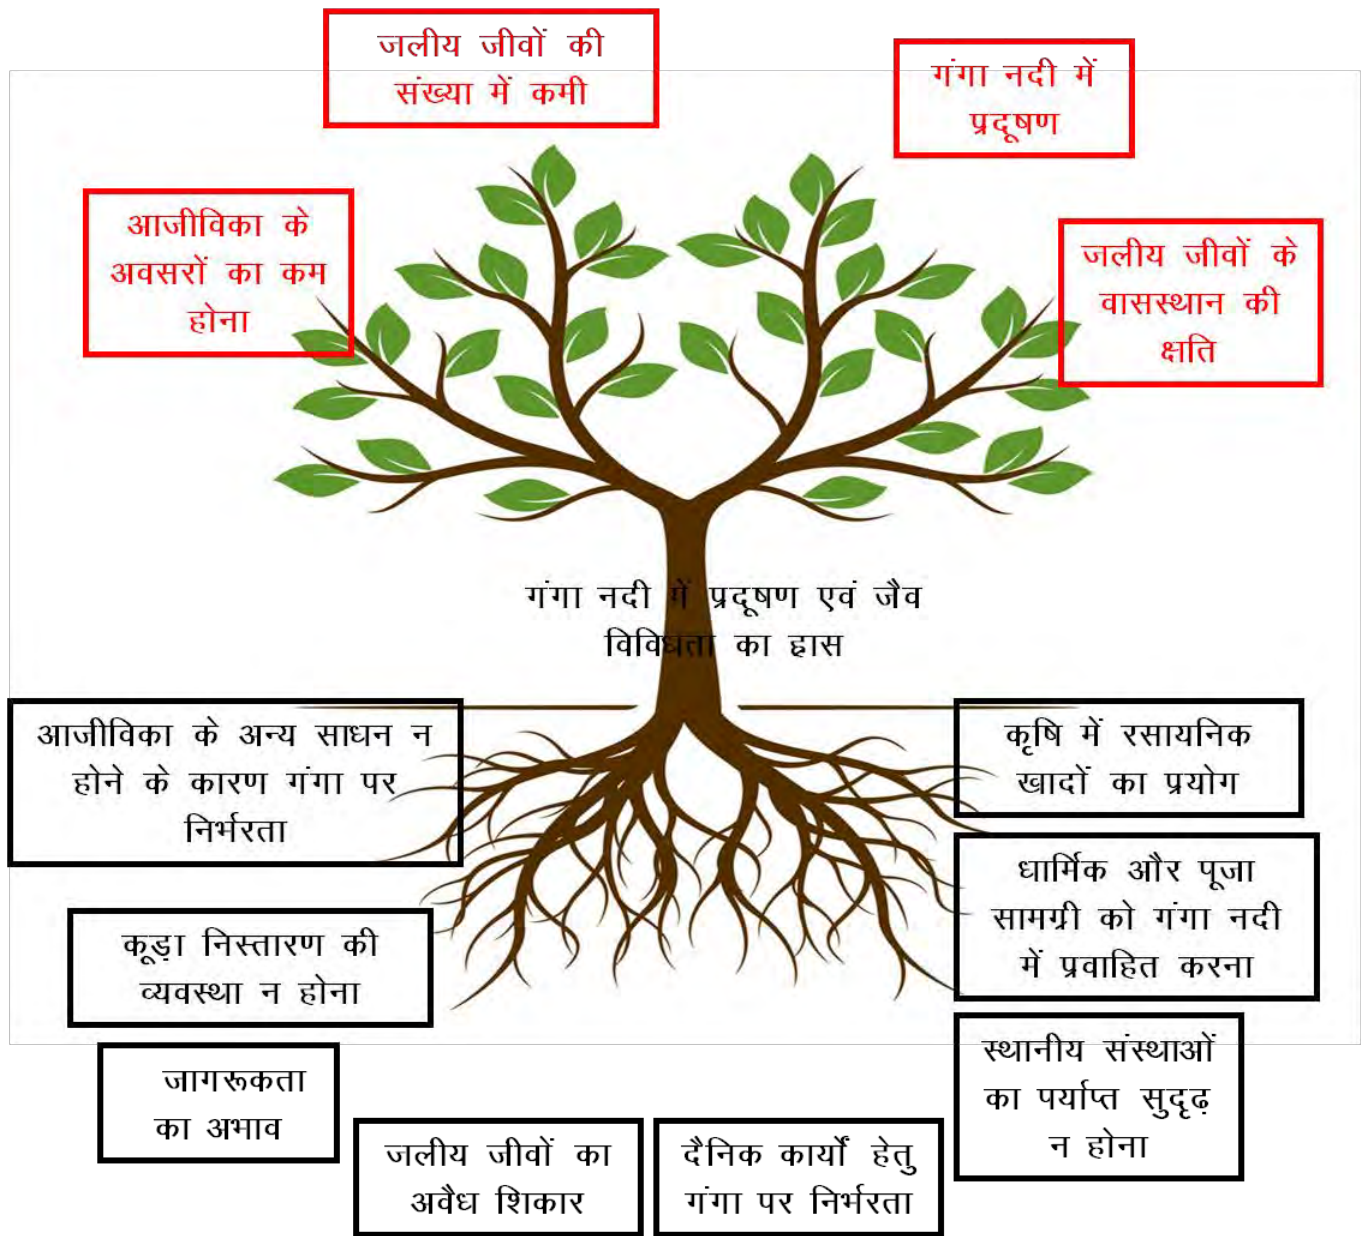 जलीय जीवों की
संख्या में कमी
गंगा नदी में
प्रदूषण
आजीविका के
अवसरों का कम
होना
जलीय जीवों के
वासस्थान की
क्षति
गंगा नदी में प्रदूषण एवं जैव
विविधता का ह्रास
आजीविका के अन्य साधन न
होने के कारण गंगा पर
निर्भरता
कृषि में रसायनिक
खादों का प्रयोग
धार्मिक और पूजा
सामग्री को गंगा नदी
में प्रवाहित करना
कूड़ा निस्तारण की
व्यवस्था न होना
स्थानीय संस्थाओं
का पर्याप्त सुदृढ़
न होना
जागरूकता
का अभाव
जलीय जीवों का
अवैध शिकार
दैनिक कार्यों हेतु
गंगा पर निर्भरता